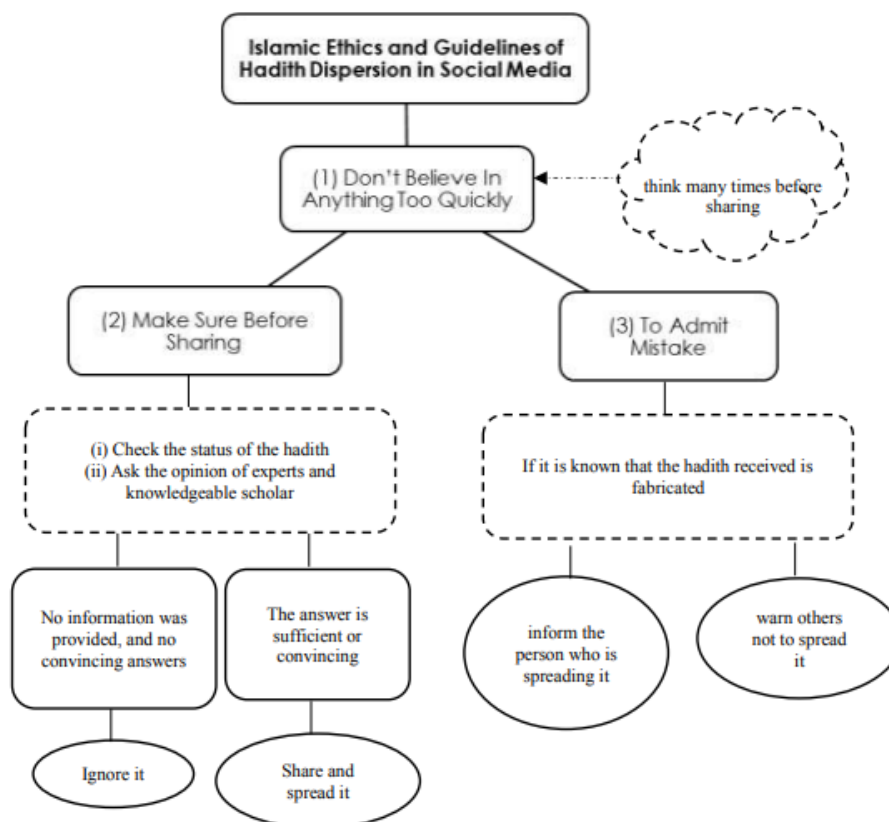 Islamic Ethics and Guidelines of
Hadith Dispersion in Social Media
(1) Don't Believe In
Anything Too Quickly
think many times before
sharing
(2) Make Sure Before
Sharing
(3) To Admit
Mistake
(i) Check the status of the hadith
(ii) Ask the opinion of experts and
knowledgeable scholar
If it is known that the hadith received is
fabricated
No information was
provided, and no
convincing answers
The answer is
sufficient or
convincing
inform the
person who is
spreading it
warn others
not to spread
it
Ignore it
Share and
spread it